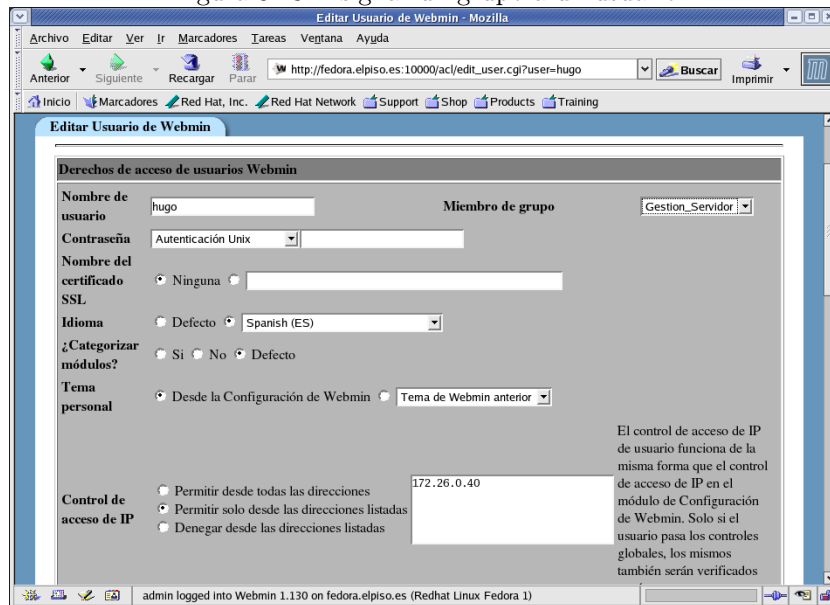 Editar Usuario de Webmin - Mozilla
Archivo Editar Ver Ir Marcadores Tareas Ventana Ayuda
Anterior Siguiente Recargar Parar http://fedora.elpiso.es:10000/acl/edit_user.cgi?user=hugo Buscar Imprimir
Inicio Marcadores Red Hat, Inc. Red Hat Network Support Shop Products Training
Editar Usuario de Webmin
Derechos de acceso de usuarios Webmin
Nombre de usuario hugo Miembro de grupo Gestion_Servidor
Contraseña Autenticación Unix
Nombre del certificado SSL Ninguna
Idioma Defecto Spanish (ES)
¿Categorizar módulos? Si No Defecto
Tema personal Desde la Configuración de Webmin Tema de Webmin anterior
Control de acceso de IP
Permitir desde todas las direcciones
Permitir solo desde las direcciones listadas
Denegar desde las direcciones listadas
172.26.0.40
El control de acceso de IP
de usuario funciona de la
misma forma que el control
de acceso de IP en el
módulo de Configuración
de Webmin. Solo si el
usuario pasa los controles
globales, los mismos
también serán verificados
admin logged into Webmin 1.130 on fedora.elpiso.es (Redhat Linux Fedora 1)